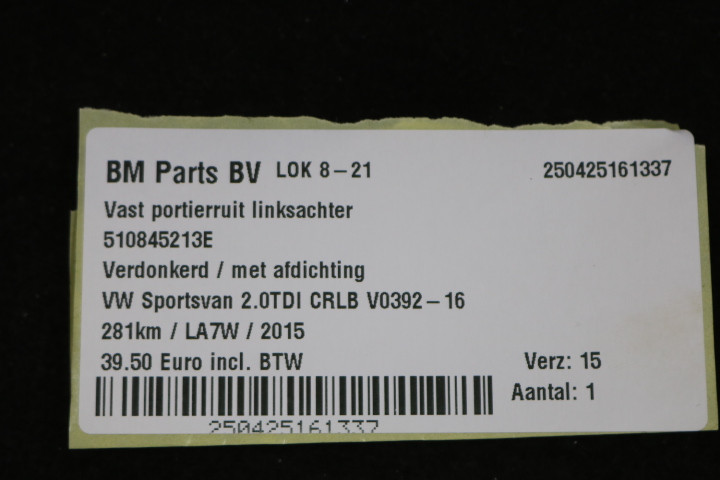 BM Parts BV LOK 8-21 250425161337
Vast portierruit linksachter
510845213E
Verdonkerd / met afdichting
VW Sportsvan 2.0TDI CRLB V0392-16
281km / LA7W / 2015
39.50 Euro incl. BTW Verz: 15
Aantal: 1
250425161337